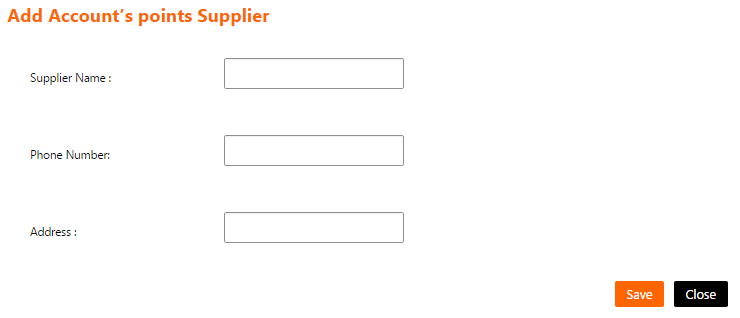 Add Account’s points Supplier
Supplier Name :
Phone Number:
Address :
Save Close